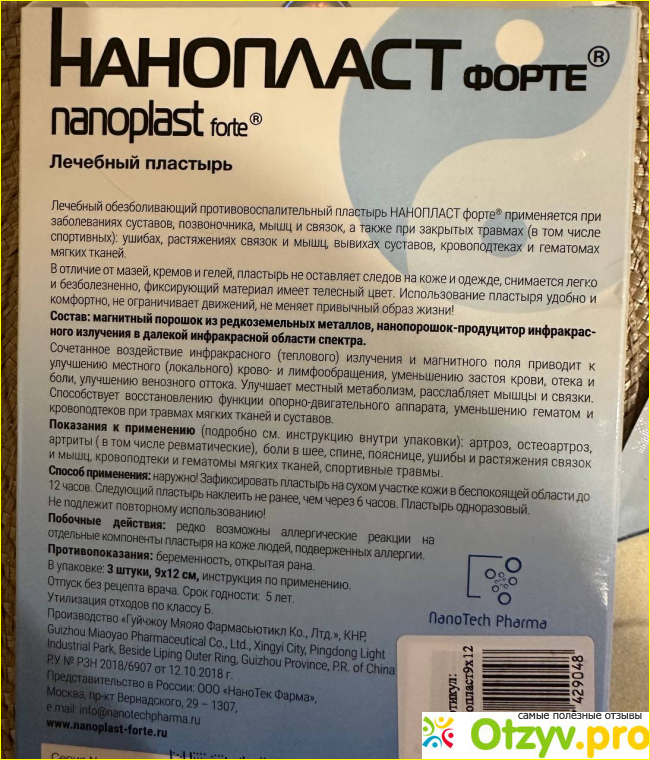 НАНОПЛАСТ ФОРТЕ®
nanoplast forte®
Лечебный пластырь
Лечебный обезболивающий противовоспалительный пластырь НАНОПЛАСТ форте® применяется при
заболеваниях суставов, позвоночника, мышц и связок, а также при закрытых травмах (в том числе
спортивных): ушибах, растяжениях связок и мышц, вывихах суставов, кровоподтеках и гематомах
мягких тканей.
В отличие от мазей, кремов и гелей, пластырь не оставляет следов на коже и одежде, снимается легко
и безболезненно, фиксирующий материал имеет телесный цвет. Использование пластыря удобно и
комфортно, не ограничивает движений, не меняет привычный образ жизни!
Состав: магнитный порошок из редкоземельных металлов, нанопорошок-продуцитор инфракрас-
ного излучения в далекой инфракрасной области спектра.
Сочетанное воздействие инфракрасного (теплового) излучения и магнитного поля приводит к
улучшению местного (локального) крово- и лимфообращения, уменьшению застоя крови, отека и
боли, улучшению венозного оттока. Улучшает местный метаболизм, расслабляет мышцы и связки.
Способствует восстановлению функции опорно-двигательного аппарата, уменьшению гематом и
кровоподтеков при травмах мягких тканей и суставов.
Показания к применению (подробно см. инструкцию внутри упаковки): артроз, остеоартроз,
артриты ( в том числе ревматические), боли в шее, спине, пояснице, ушибы и растяжения связок
и мышц, кровоподтеки и гематомы мягких тканей, спортивные травмы.
Способ применения: наружно! Зафиксировать пластырь на сухом участке кожи в беспокоящей области до
12 часов. Следующий пластырь наклеить не ранее, чем через 6 часов. Пластырь одноразовый.
Не подлежит повторному использованию!
Побочные действия: редко возможны аллергические реакции на
отдельные компоненты пластыря на коже людей, подверженных аллергии.
Противопоказания: беременность, открытая рана.
В упаковке: 3 штуки, 9х12 см, инструкция по применению.
Отпуск без рецепта врача. Срок годности: 5 лет.
Утилизация отходов по классу Б.
Производство «Гуйчжоу Мяояо Фармасьютикл Ко., Лтд.», КНР,
Guizhou Miaoyao Pharmaceutical Co., Ltd., Xingyi City, Pingdong Light
Industrial Park, Beside Liping Outer Ring, Guizhou Province, P.R. of China
Р.У № РЗН 2018/6907 от 12.10.2018 г.
Представительство в России: ООО «НаноТек Фарма»,
Москва, пр-кт Вернадского, 29 – 1307,
e.mail: info@nanotechpharma.ru
www.nanoplast-forte.ru
NanoTech Pharma
ртикул:
опласт9х12
429048
Серия
самые полезные отзывы
Otzyv.pro